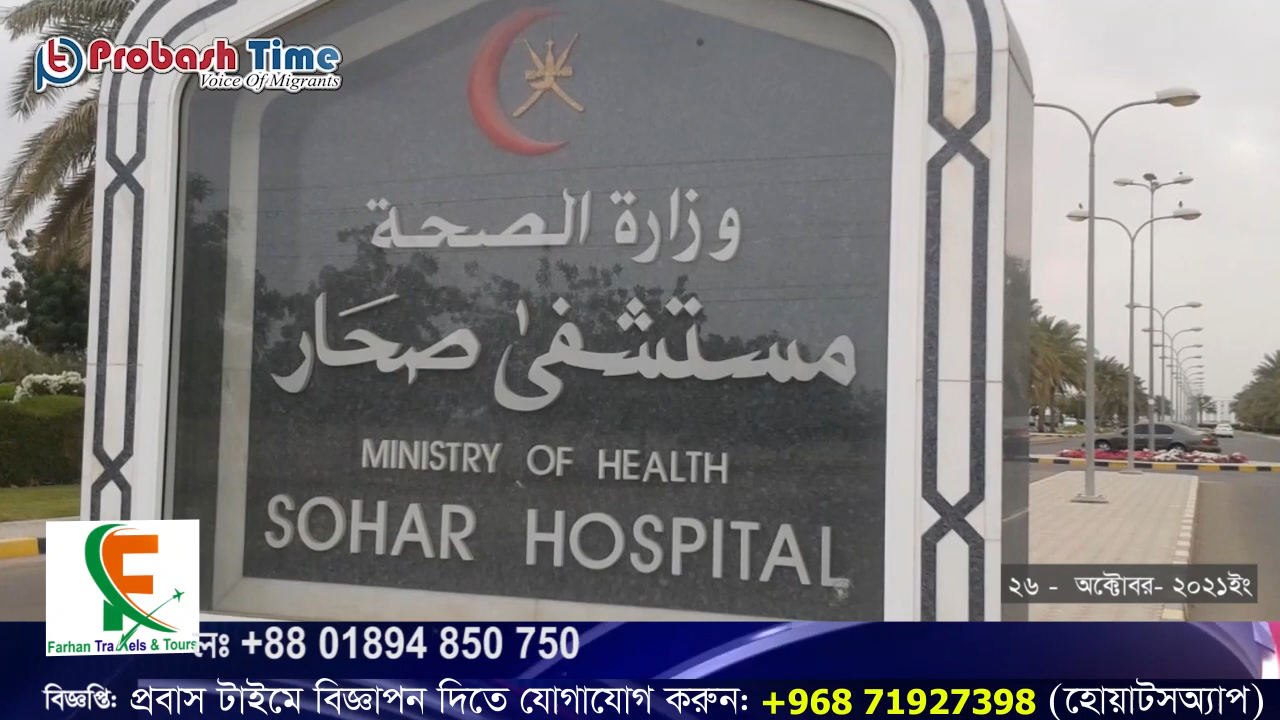 Probash Time
Voice Of Migrants
وزارة الصحة
مستشفى صحار
MINISTRY OF HEALTH
SOHAR HOSPITAL
২৬ - অক্টোবর- ২০২১ইং
Farhan Travels & Tours
লঃ +88 01894 850 750
বিজ্ঞপ্তি: প্রবাস টাইমে বিজ্ঞাপন দিতে যোগাযোগ করুন: +968 71927398 (হোয়াটসঅ্যাপ)